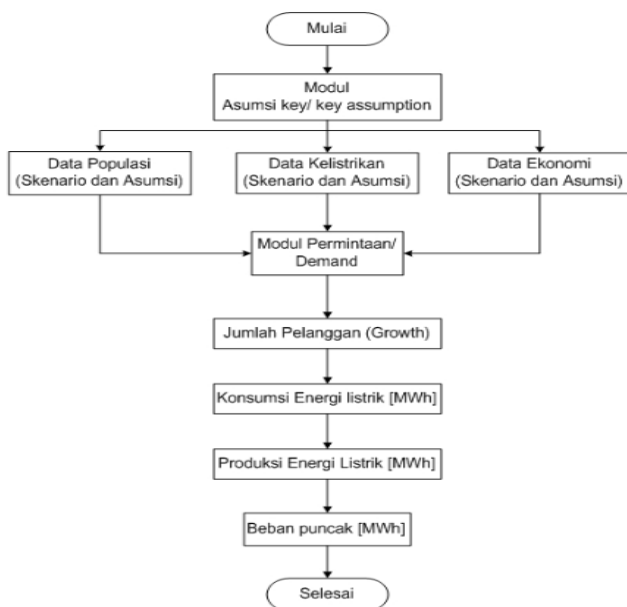 Mulai
Modul
Asumsi key/ key assumption
Data Populasi
(Skenario dan Asumsi)
Data Kelistrikan
(Skenario dan Asumsi)
Data Ekonomi
(Skenario dan Asumsi)
Modul Permintaan/
Demand
Jumlah Pelanggan (Growth)
Konsumsi Energi listrik [MWh]
Produksi Energi Listrik [MWh]
Beban puncak [MWh]
Selesai